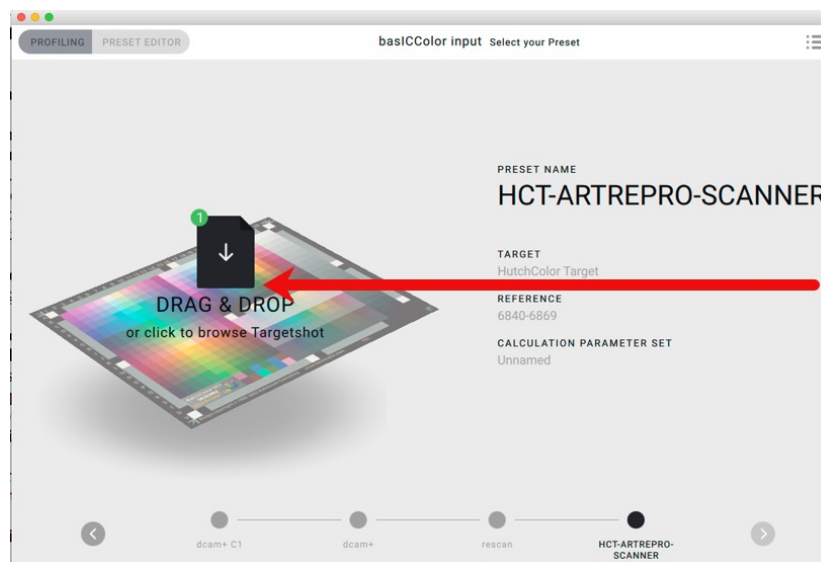 PROFILING PRESET EDITOR basICColor input Select your Preset
PRESET NAME
HCT-ARTREPRO-SCANNER
TARGET
HutchColor Target
REFERENCE
6840-6869
CALCULATION PARAMETER SET
Unnamed
1
DRAG & DROP
or click to browse Targetshot
dcam+ C1
dcam+
rescan
HCT-ARTREPRO-
SCANNER